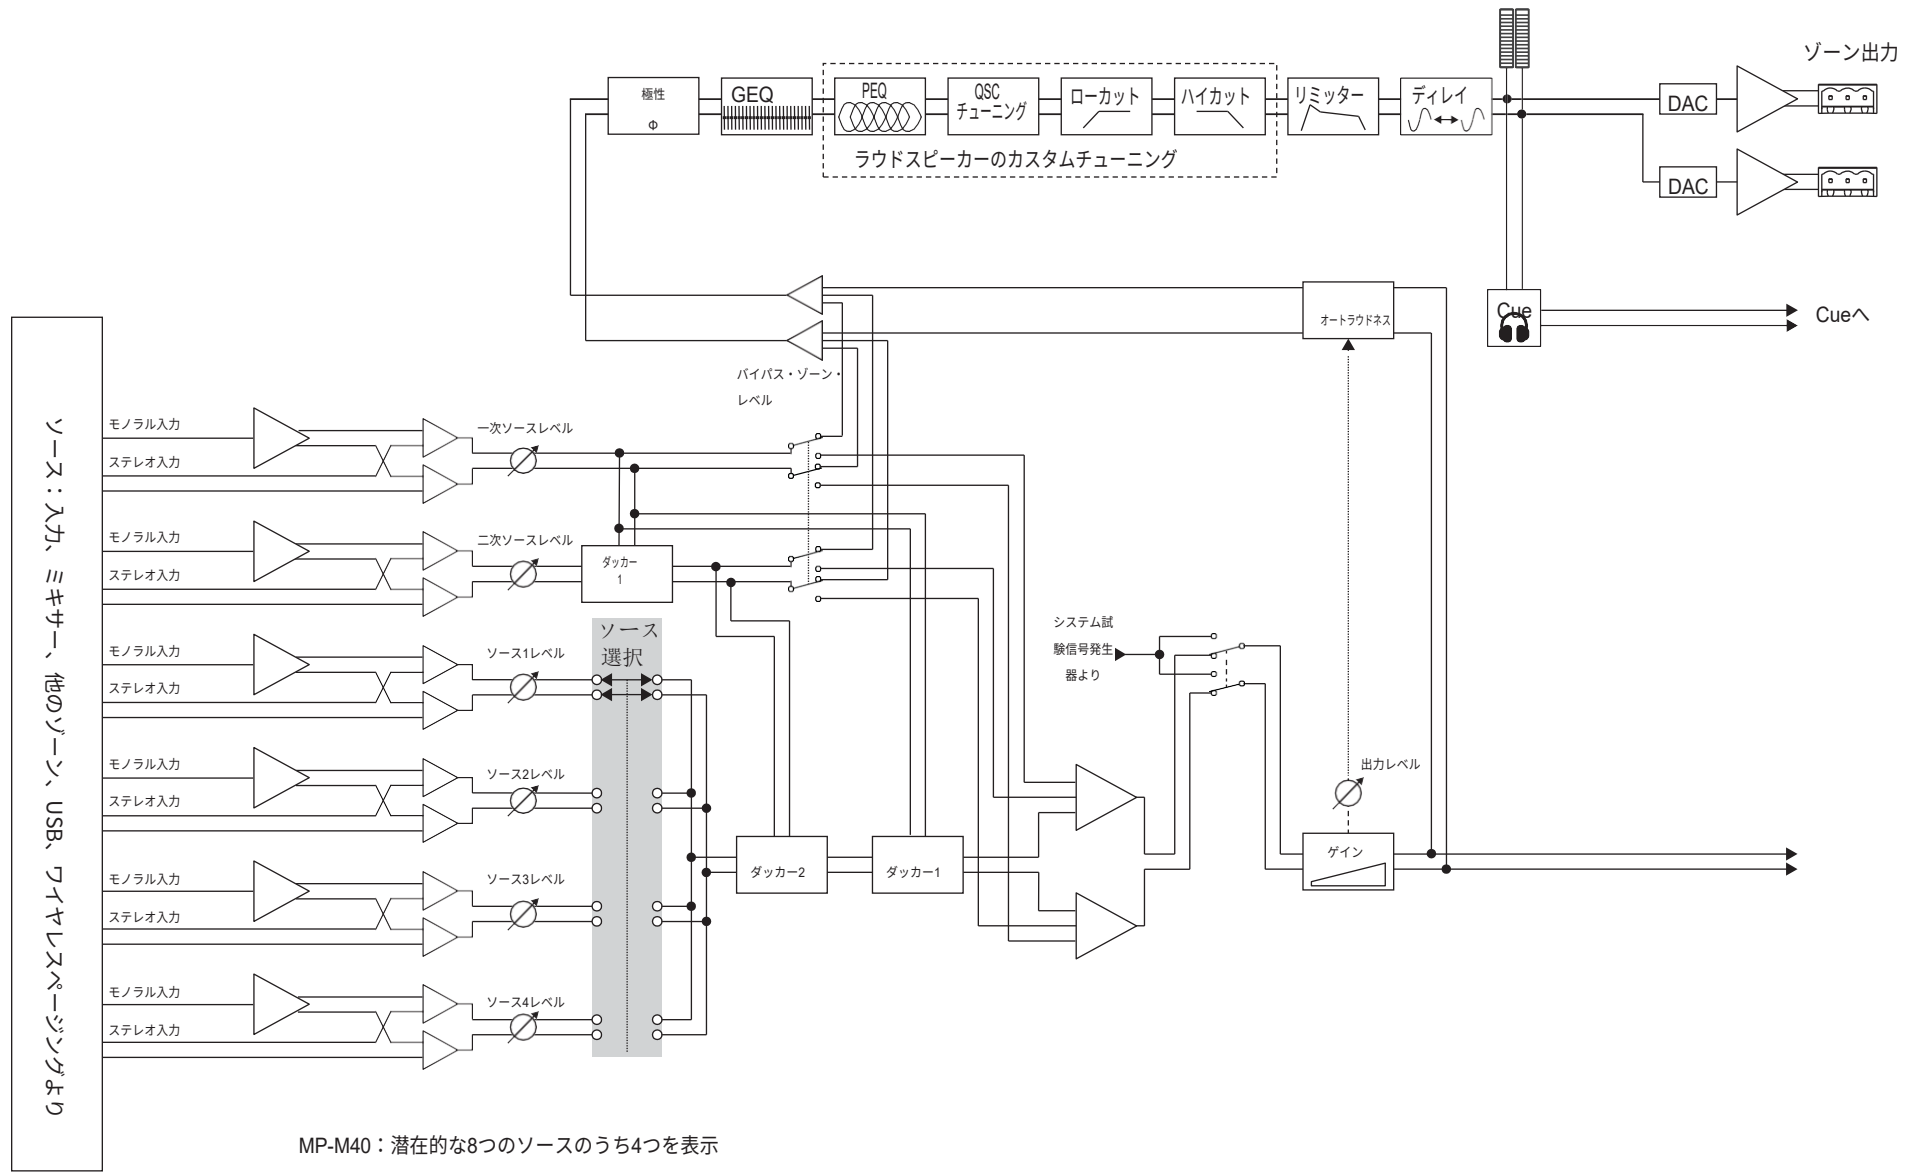 ゾーン出力
極性
Φ
GEQ
PEQ
QSC
チューニング
ローカット
ハイカット
リミッター
ディレイ
DAC
ラウドスピーカーのカスタムチューニング
DAC
Cue
Cueへ
オートラウドネス
バイパス・ゾーン・
レベル
ソース：入力、ミキサー、他のゾーン、USB、ワイヤレスページングより
モノラル入力
ステレオ入力
一次ソースレベル
モノラル入力
ステレオ入力
二次ソースレベル
ダッカー
1
モノラル入力
ステレオ入力
ソース1レベル
ソース
選択
システム試
験信号発生
器より
モノラル入力
ステレオ入力
ソース2レベル
出力レベル
ダッカー2
ダッカー1
ゲイン
モノラル入力
ステレオ入力
ソース3レベル
モノラル入力
ステレオ入力
ソース4レベル
MP-M40：潜在的な8つのソースのうち4つを表示